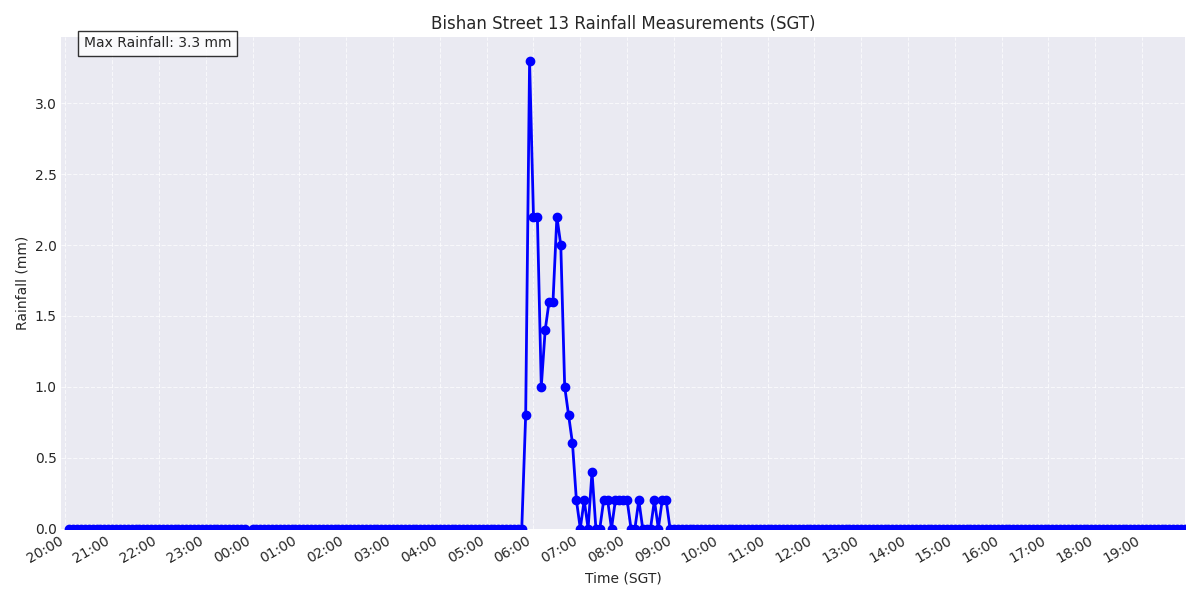 Bishan Street 13 Rainfall Measurements (SGT)
Max Rainfall: 3.3 mm
Rainfall (mm)
3.0
2.5
2.0
1.5
1.0
0.5
0.0
20:00 21:00 22:00 23:00 00:00 01:00 02:00 03:00 04:00 05:00 06:00 07:00 08:00 09:00 10:00 11:00 12:00 13:00 14:00 15:00 16:00 17:00 18:00 19:00
Time (SGT)